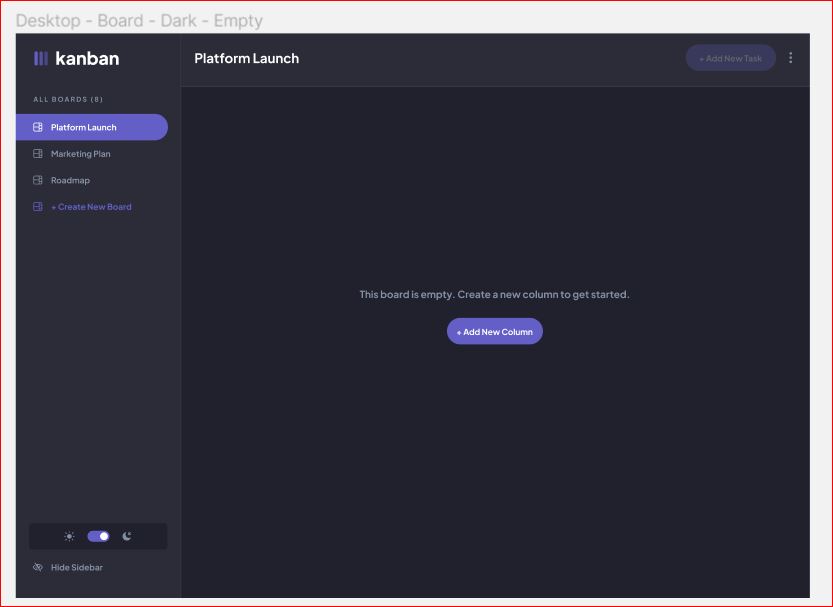 Desktop - Board - Dark - Empty
kanban
Platform Launch
+ Add New Task
ALL BOARDS (8)
Platform Launch
Marketing Plan
Roadmap
+ Create New Board
This board is empty. Create a new column to get started.
+ Add New Column
Hide Sidebar